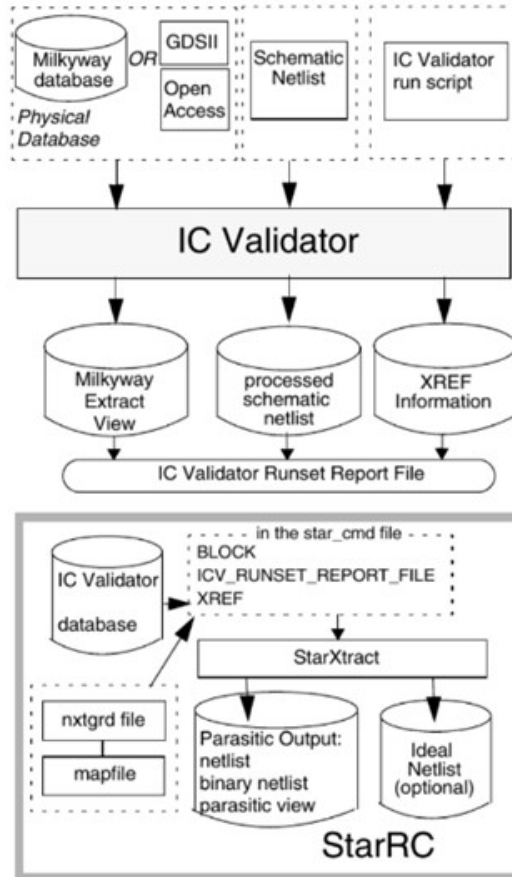 Milkyway
database
OR
GDSII
Open
Access
Physical
Database
Schematic
Netlist
IC Validator
run script
IC Validator
Milkyway
Extract
View
processed
schematic
netlist
XREF
Information
IC Validator Runset Report File
in the star_cmd file
BLOCK
ICV_RUNSET_REPORT_FILE
XREF
IC Validator
database
nxtgrd file
mapfile
StarXtract
Parasitic Output:
netlist
binary netlist
parasitic view
Ideal
Netlist
(optional)
StarRC